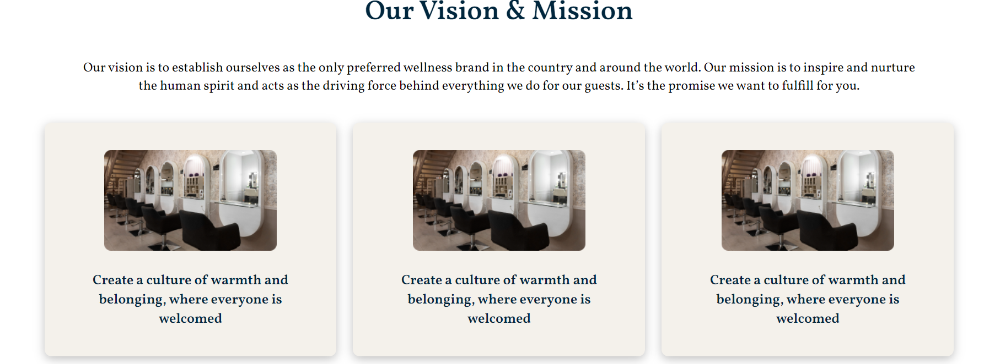 Our Vision & Mission
Our vision is to establish ourselves as the only preferred wellness brand in the country and around the world. Our mission is to inspire and nurture
the human spirit and acts as the driving force behind everything we do for our guests. It’s the promise we want to fulfill for you.
Create a culture of warmth and
belonging, where everyone is
welcomed
Create a culture of warmth and
belonging, where everyone is
welcomed
Create a culture of warmth and
belonging, where everyone is
welcomed